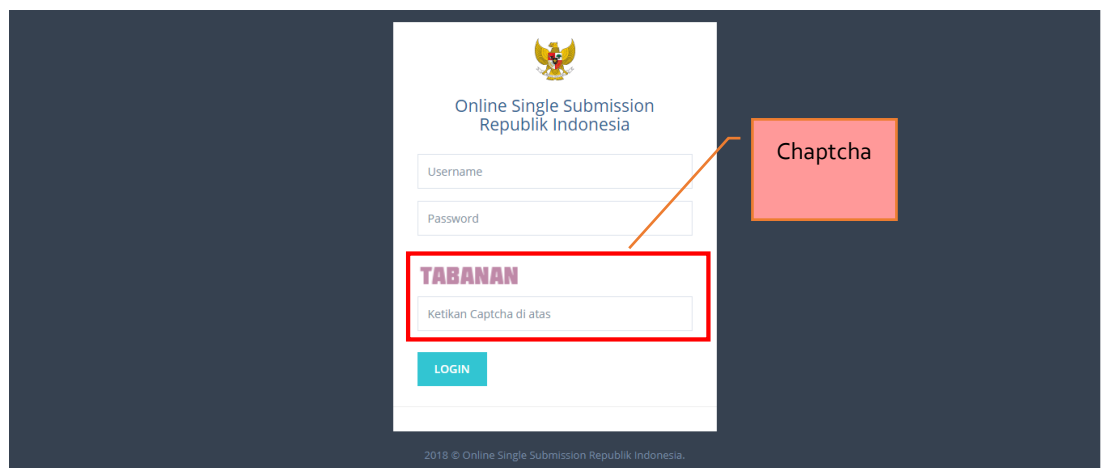 Online Single Submission
Republik Indonesia
Username
Password
TABANAN
Ketikan Captcha di atas
LOGIN
2018 © Online Single Submission Republik Indonesia.
Chaptcha